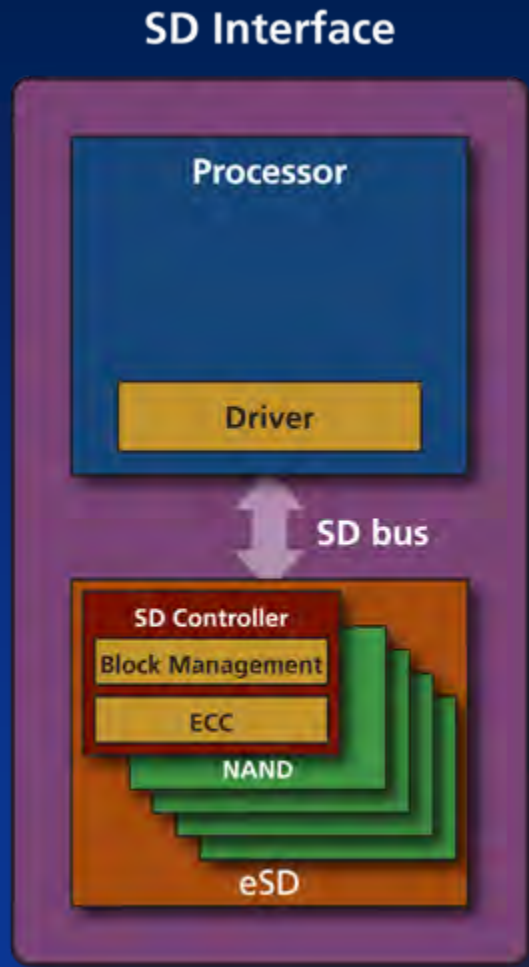 SD Interface
Processor
Driver
SD bus
SD Controller
Block Management
ECC
NAND
eSD